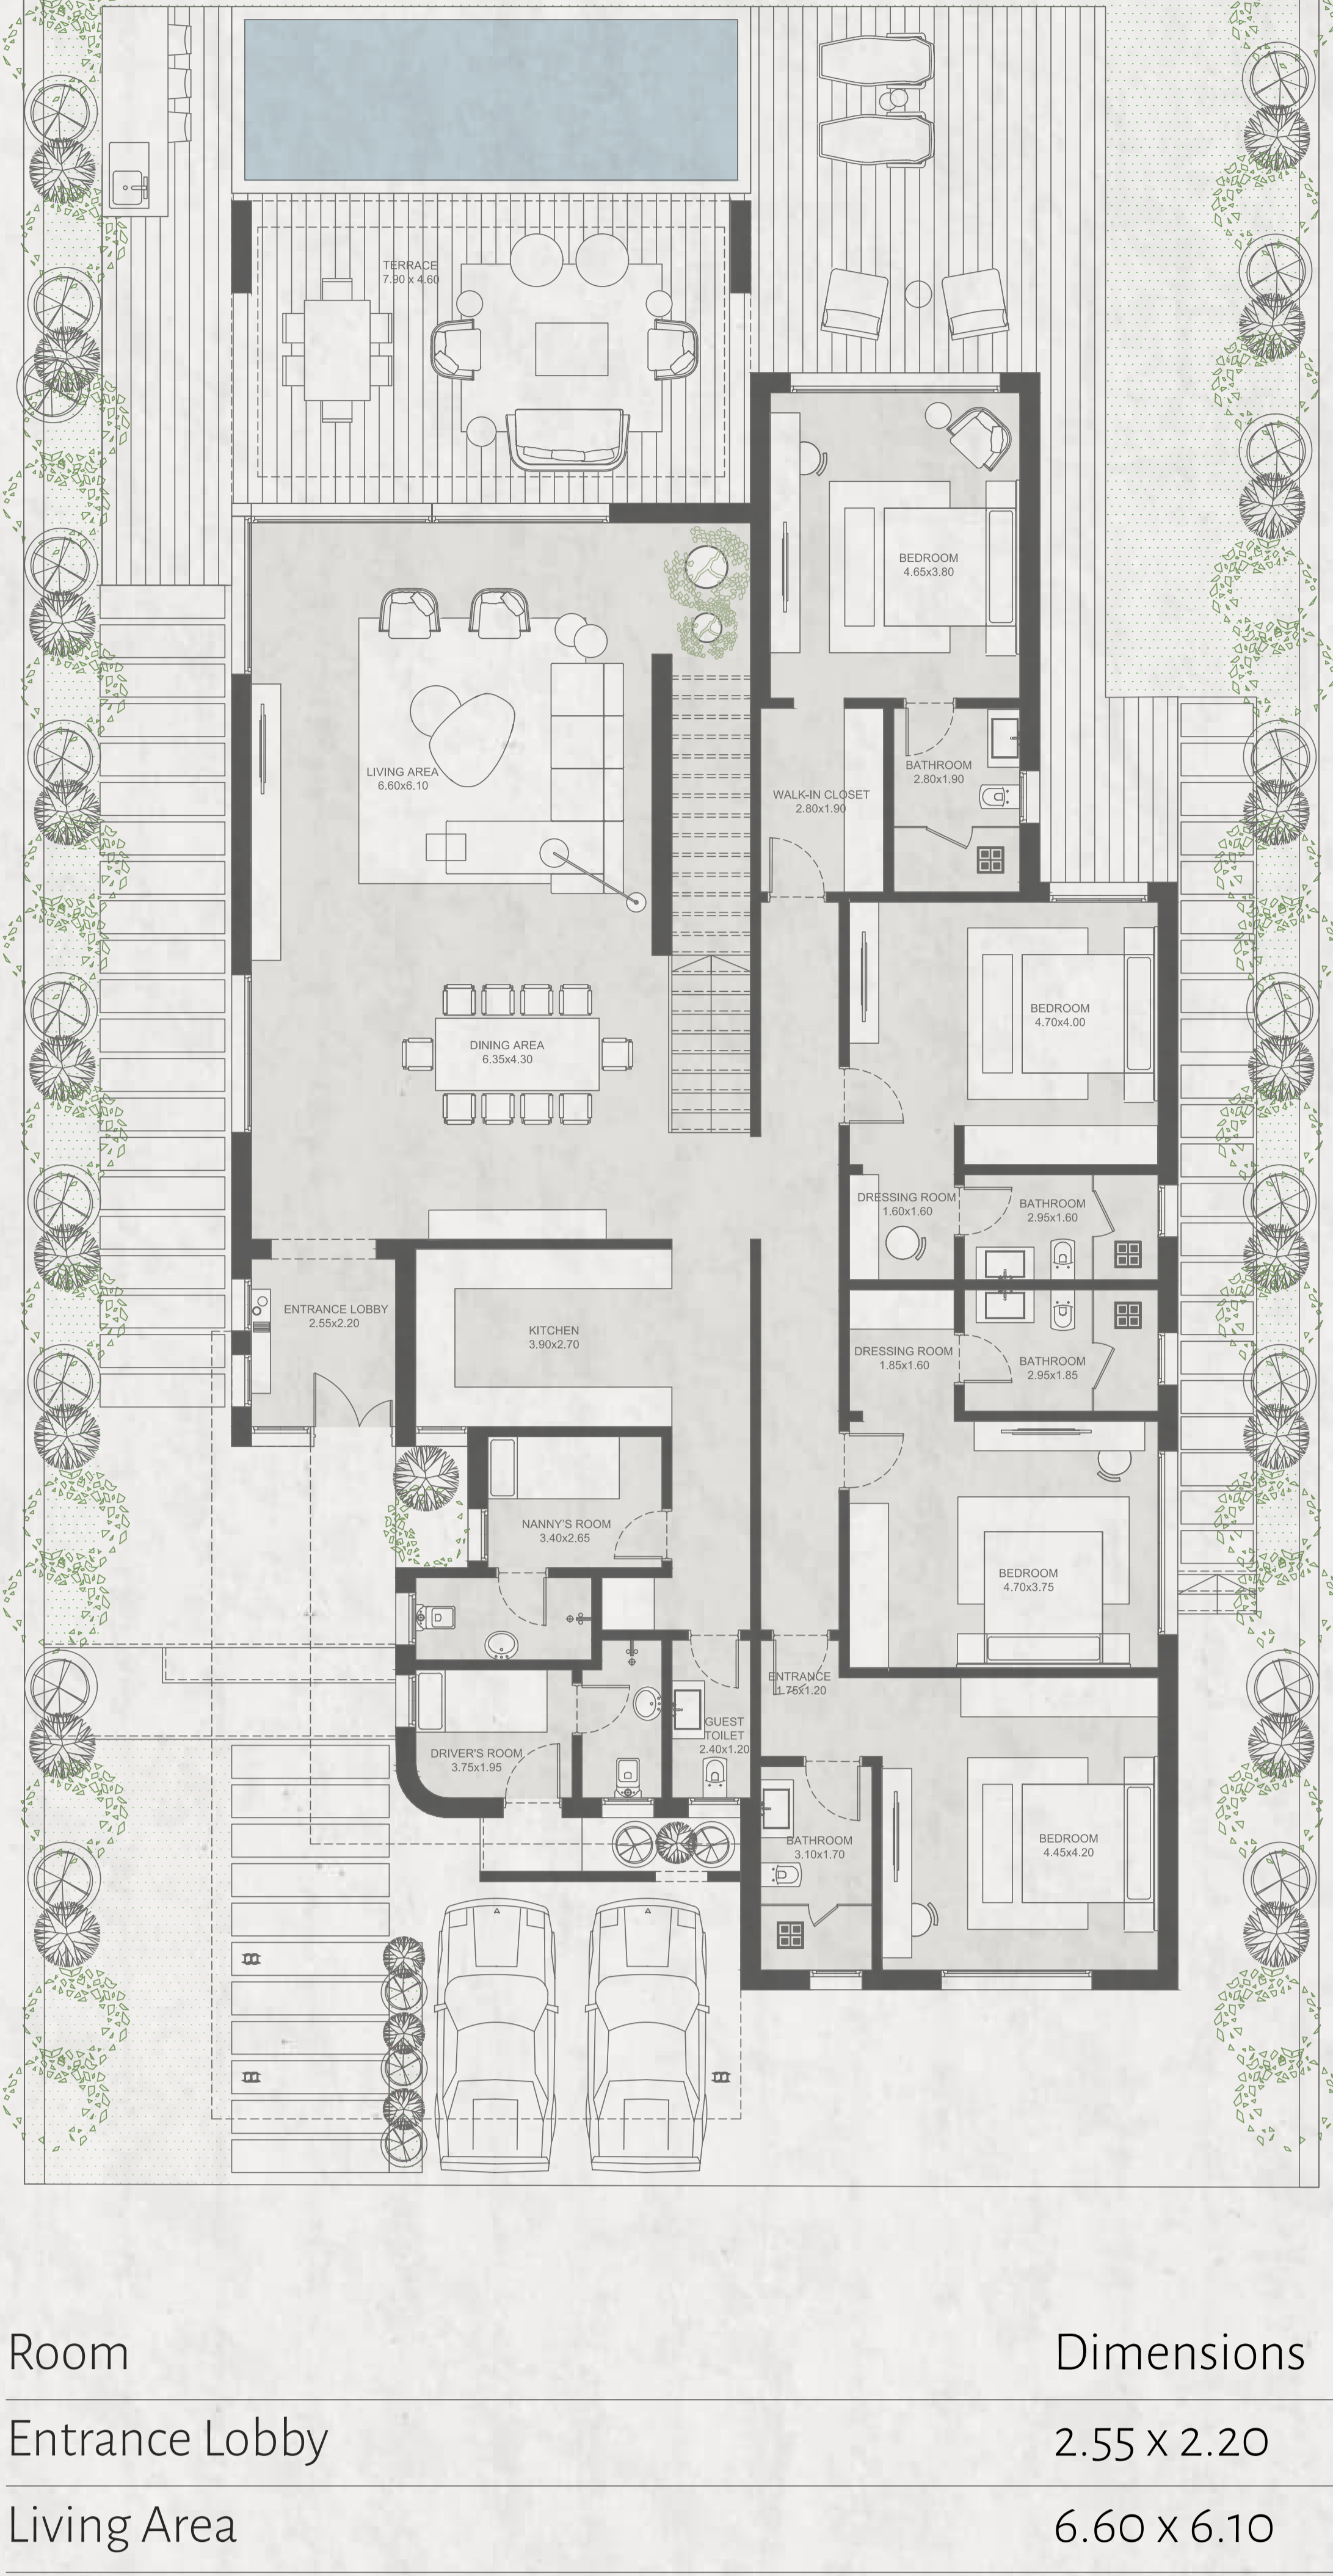 TERRACE
7.90 x 4.60
BEDROOM
4.65x3.80
LIVING AREA
6.60x6.10
WALK-IN CLOSET
2.80x1.90
BATHROOM
2.80x1.90
DINING AREA
6.35x4.30
BEDROOM
4.70x4.00
DRESSING ROOM
1.60x1.60
BATHROOM
2.95x1.60
ENTRANCE LOBBY
2.55x2.20
KITCHEN
3.90x2.70
DRESSING ROOM
1.85x1.60
BATHROOM
2.95x1.85
NANNY'S ROOM
3.40x2.65
BEDROOM
4.70x3.75
ENTRANCE
1.75x1.20
GUEST
TOILET
2.40x1.20
DRIVER'S ROOM
3.75x1.95
BATHROOM
3.10x1.70
BEDROOM
4.45x4.20
Room Dimensions
Entrance Lobby 2.55 x 2.20
Living Area 6.60 x 6.10